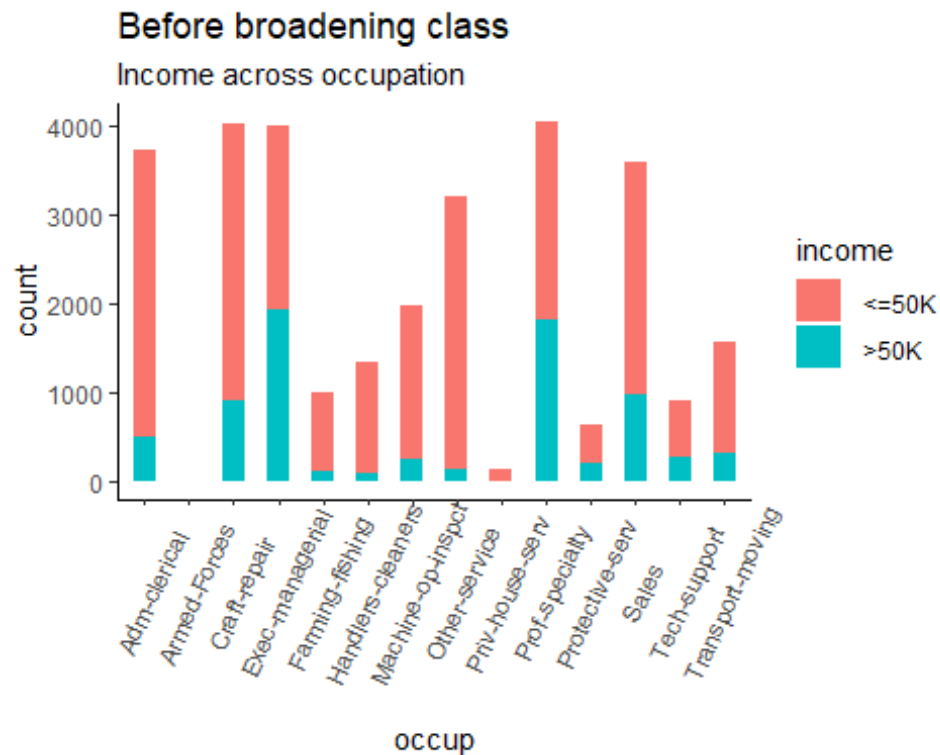 Before broadening class
Income across occupation
4000
3000
2000
1000
0
count
Adm-clerical
Armed-Forces
Craft-repair
Exec-managerial
Farming-fishing
Handlers-cleaners
Machine-op-inspct
Other-service
Priv-house-serv
Prof-specialty
Protective-serv
Sales
Tech-support
Transport-moving
occup
income
<=50K
>50K